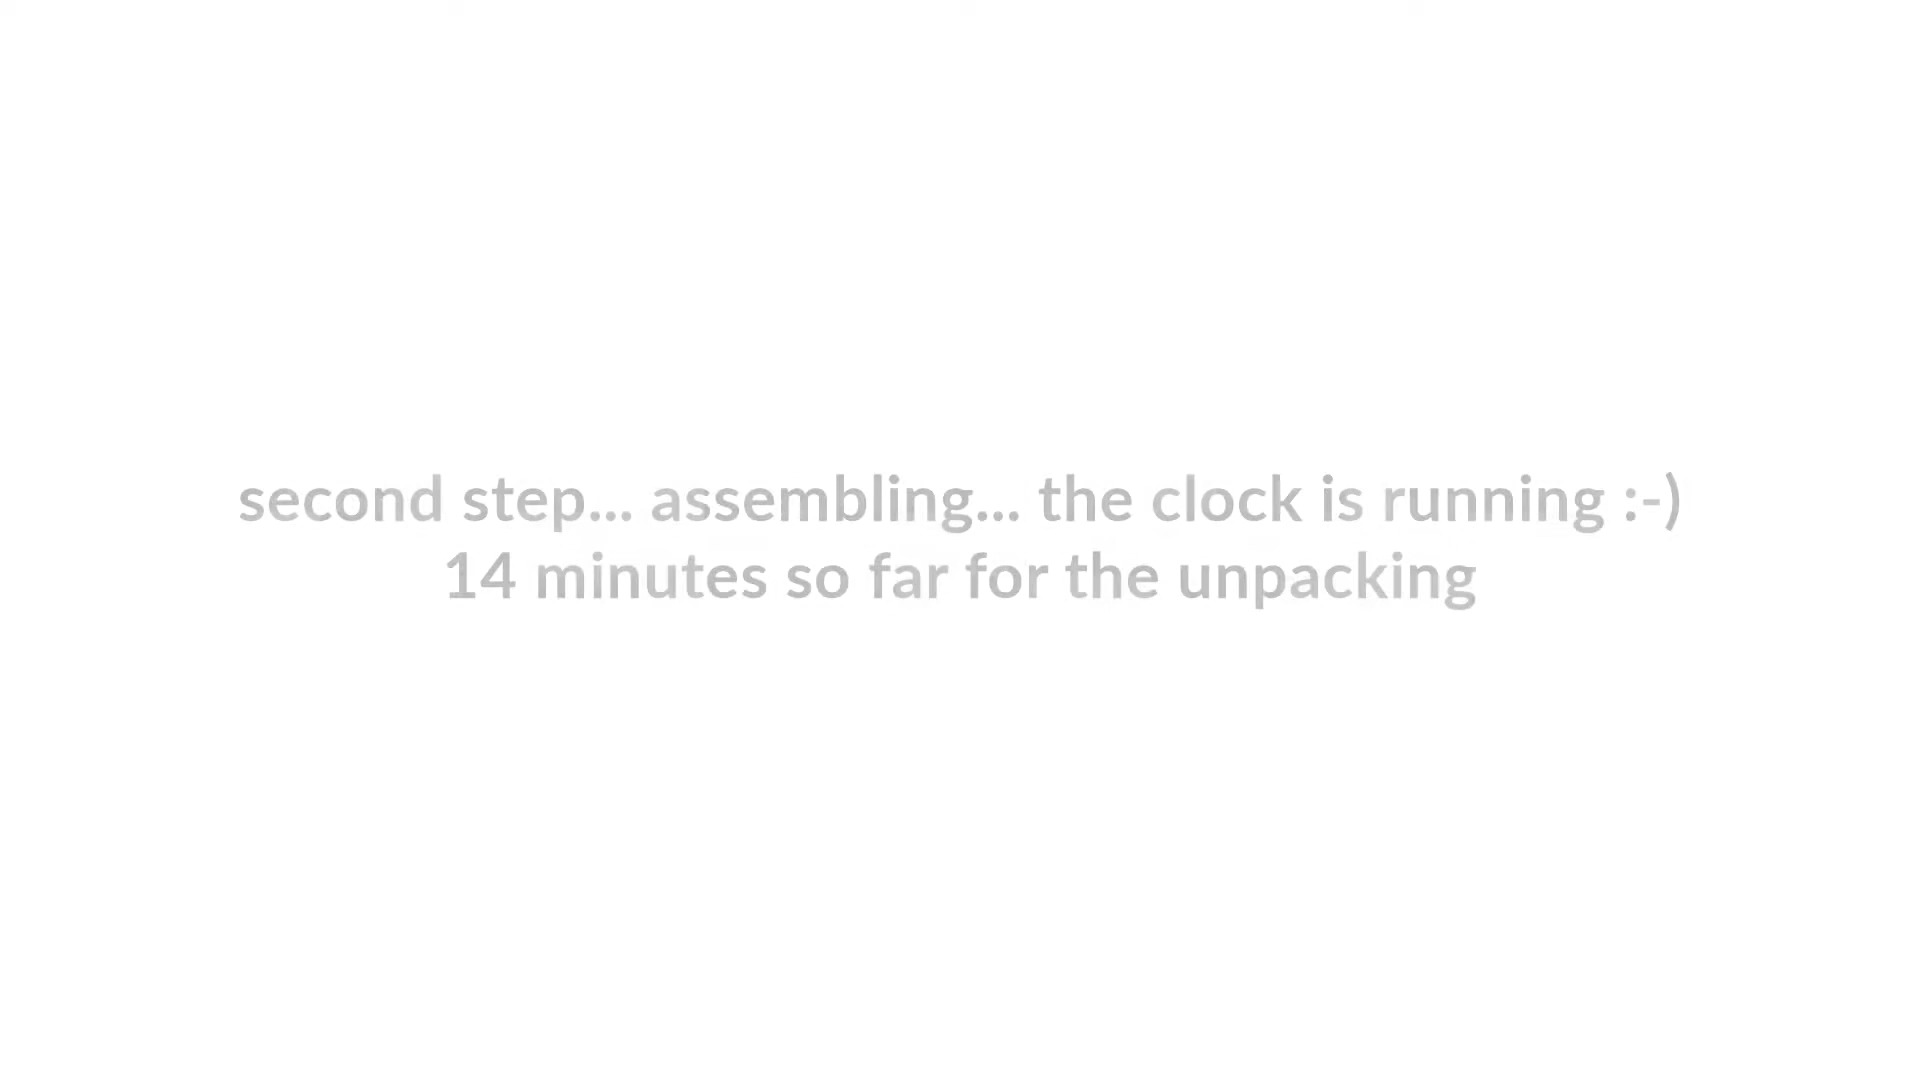 second step... assembling... the clock is running :-)
14 minutes so far for the unpacking